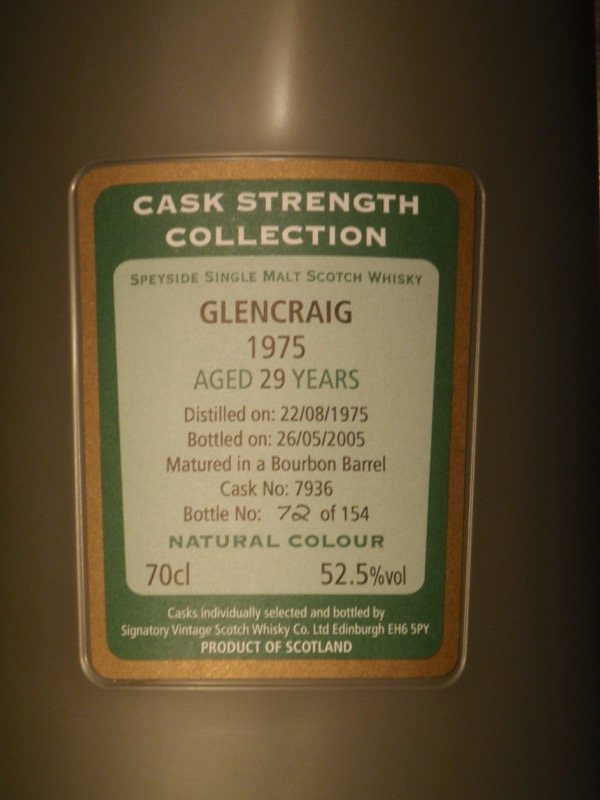 CASK STRENGTH
COLLECTION
SPEYSIDE SINGLE MALT SCOTCH WHISKY
GLENCRAIG
1975
AGED 29 YEARS
Distilled on: 22/08/1975
Bottled on: 26/05/2005
Matured in a Bourbon Barrel
Cask No: 7936
Bottle No: 72 of 154
NATURAL COLOUR
70cl 52.5%vol
Casks individually selected and bottled by
Signatory Vintage Scotch Whisky Co. Ltd Edinburgh EH6 5PY
PRODUCT OF SCOTLAND